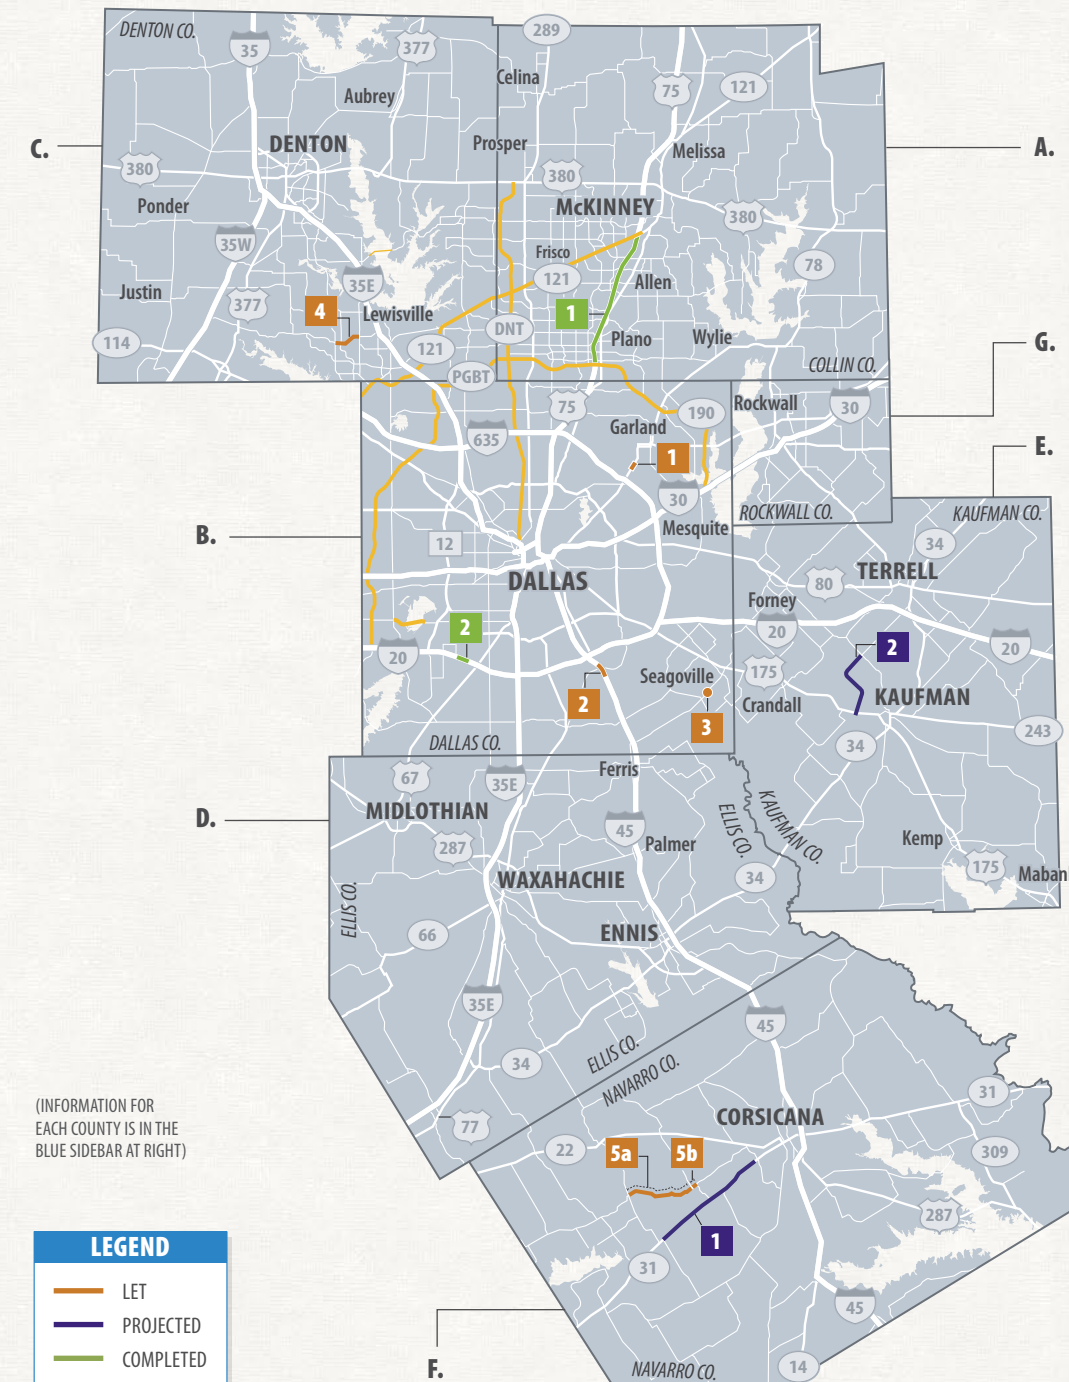 DENTON CO.
289
35
377
Celina
75
121
Aubrey
DENTON
Prosper
Melissa
C.
A.
380
380
McKINNEY
Ponder
380
35W
Frisco
78
121
35E
Allen
Justin
377
4
Lewisville
1
114
DNT
Plano
Wylie
121
G.
COLLIN CO.
PGBT
75
190
Rockwall
30
Garland
635
1
E.
30
ROCKWALL CO.
KAUFMAN CO.
Mesquite
B.
12
34
TERRELL
DALLAS
80
Forney
2
20
20
2
20
Seagoville
175
KAUFMAN
2
3
Crandall
243
DALLAS CO.
34
67
35E
Ferris
MIDLOTHIAN
D.
ELLIS CO.
KAUFMAN CO.
45
Palmer
Kemp
287
175
Maban
WAXAHACHIE
34
ELLIS CO.
66
ENNIS
35E
45
ELLIS CO.
34
NAVARRO CO.
31
(INFORMATION FOR
EACH COUNTY IS IN THE
BLUE SIDEBAR AT RIGHT)
77
CORSICANA
22
5a
5b
309
287
1
LEGEND
31
LET
45
PROJECTED
COMPLETED
F.
14
NAVARRO CO.